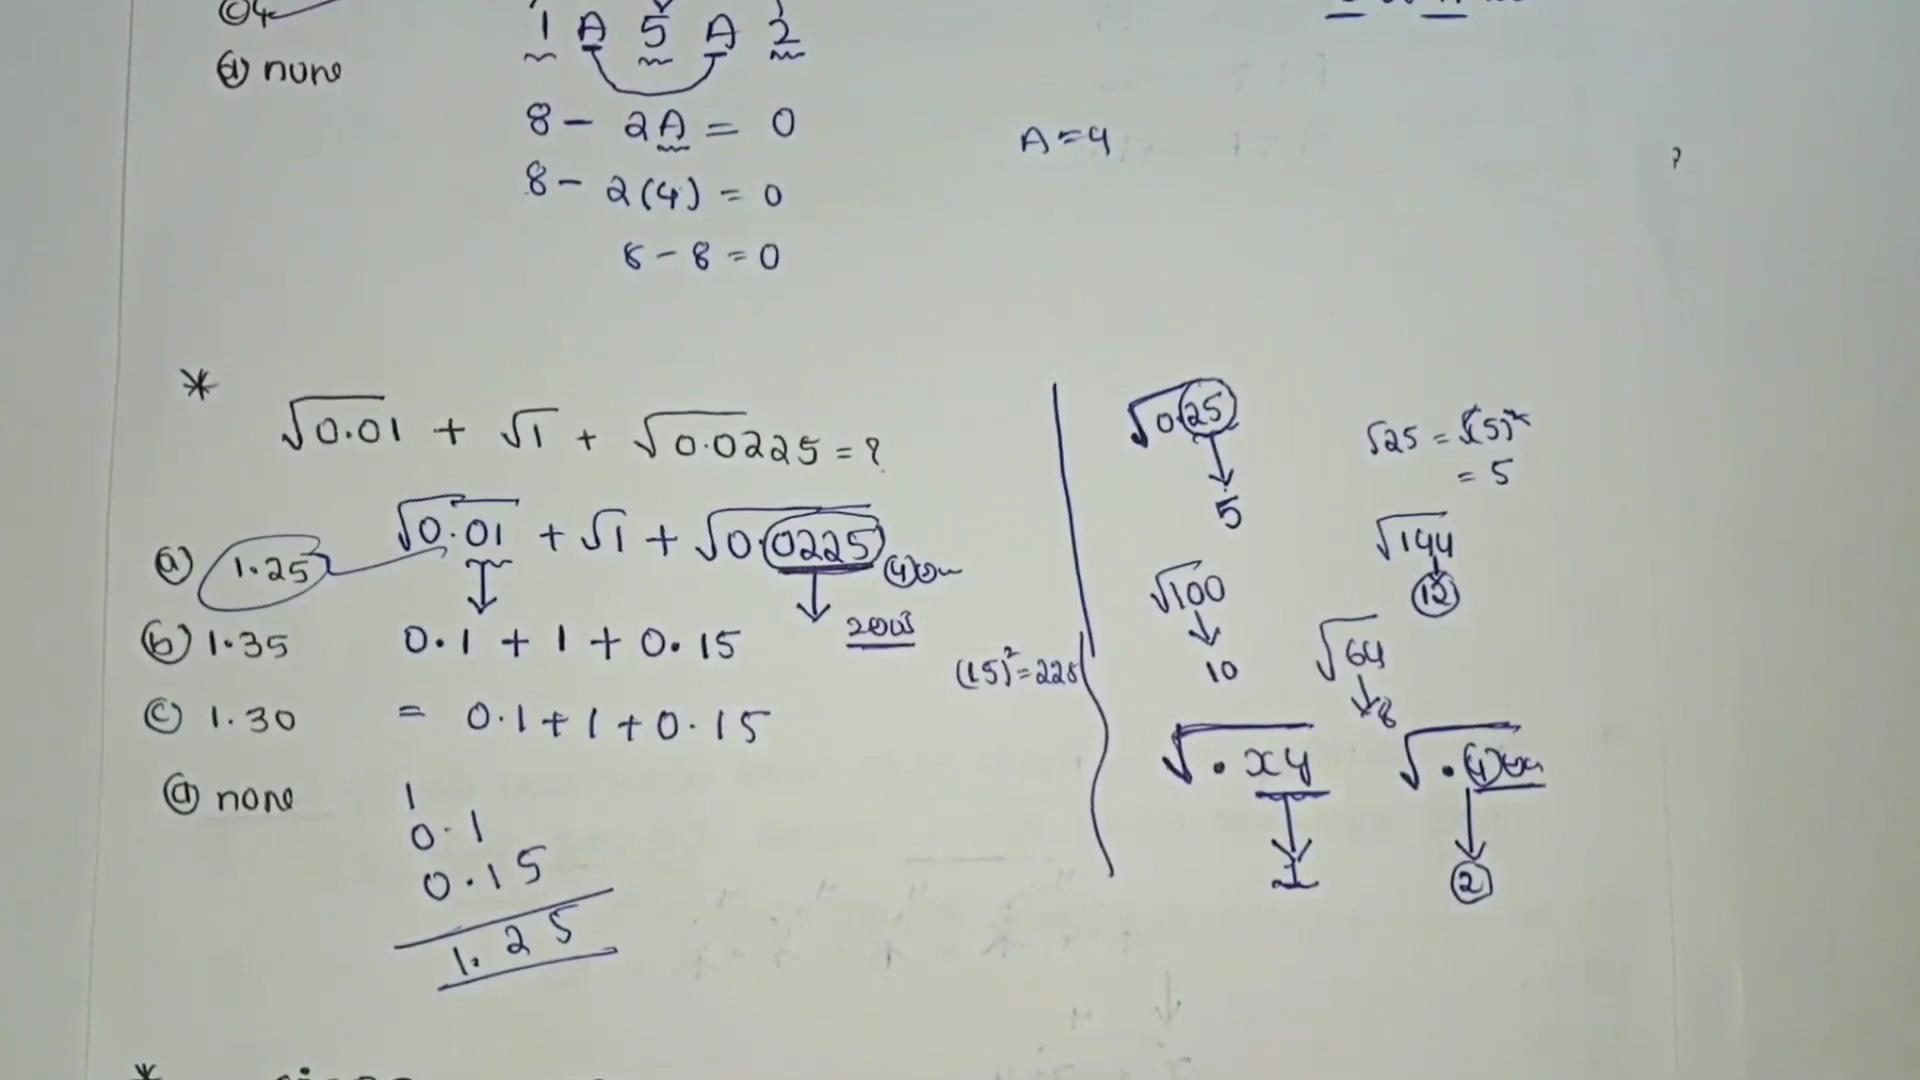 © 4
ⓓ none
1 A 5 A 2
8 - 2A = 0
8 - 2(4) = 0
8 - 8 = 0
A = 4
*
√0.01 + √1 + √0.0225 = ?
√0.01 + √1 + √0.0225
ⓐ 1.25
ⓑ 1.35
0.1 + 1 + 0.15
ⓒ 1.30
= 0.1 + 1 + 0.15
ⓓ none
1
0.1
0.15
1.25
(15)² = 225
√0.25
5
√25 = √(5)²
= 5
√144
12
√100
10
√64
8
√.xy
1
2
*